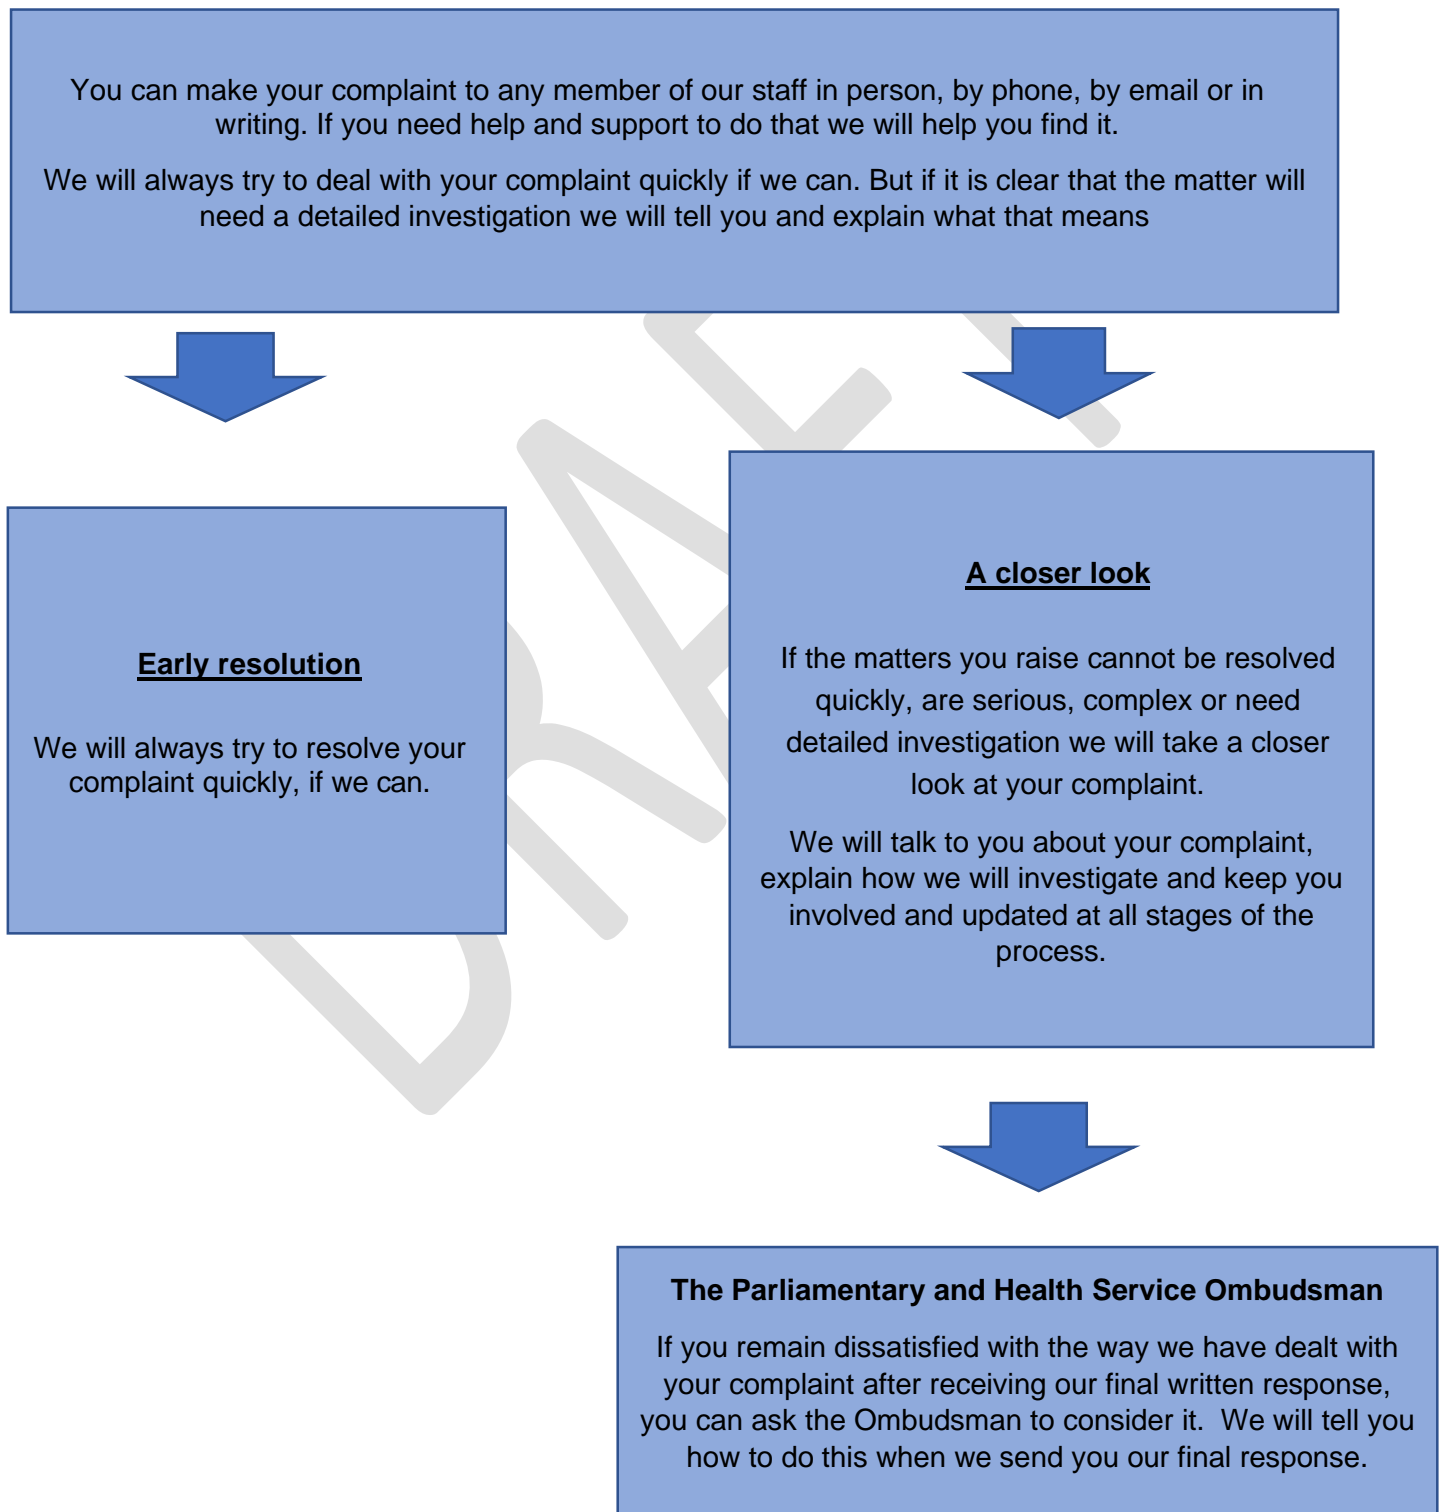 You can make your complaint to any member of our staff in person, by phone, by email or in
writing. If you need help and support to do that we will help you find it.
We will always try to deal with your complaint quickly if we can. But if it is clear that the matter will
need a detailed investigation we will tell you and explain what that means
Early resolution
We will always try to resolve your
complaint quickly, if we can.
A closer look
If the matters you raise cannot be resolved
quickly, are serious, complex or need
detailed investigation we will take a closer
look at your complaint.
We will talk to you about your complaint,
explain how we will investigate and keep you
involved and updated at all stages of the
process.
The Parliamentary and Health Service Ombudsman
If you remain dissatisfied with the way we have dealt with
your complaint after receiving our final written response,
you can ask the Ombudsman to consider it.  We will tell you
how to do this when we send you our final response.
DRAFT